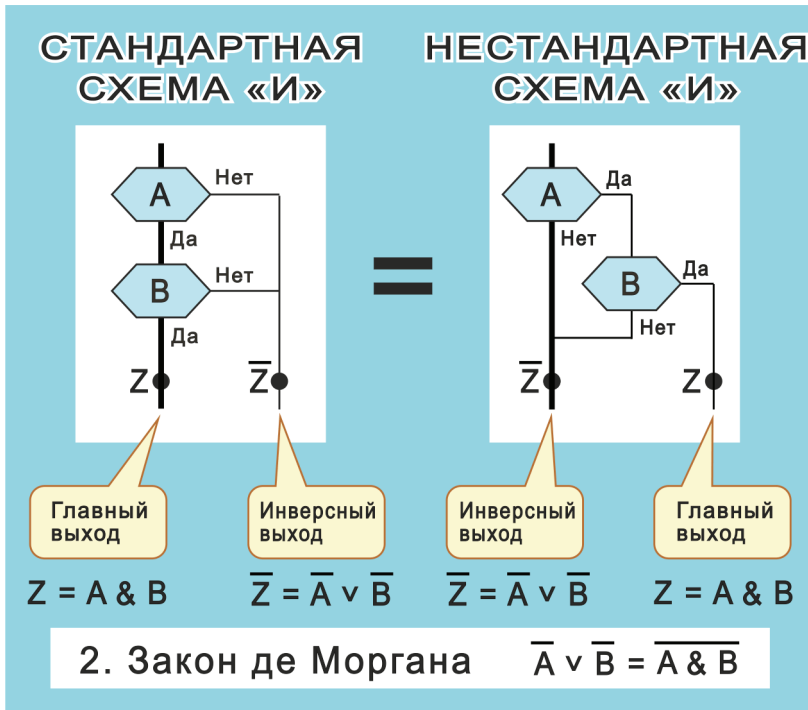 СТАНДАРТНАЯ
СХЕМА «И»
A
Нет
Да
B
Нет
Да
Z
Z̅
Главный
выход
Инверсный
выход
Z = A & B
Z̅ = A̅ v B̅
=
НЕСТАНДАРТНАЯ
СХЕМА «И»
A
Да
Нет
B
Да
Нет
Z̅
Z
Инверсный
выход
Главный
выход
Z̅ = A̅ v B̅
Z = A & B
2. Закон де Моргана A̅ v B̅ = A̅ ̅&̅ ̅B̅